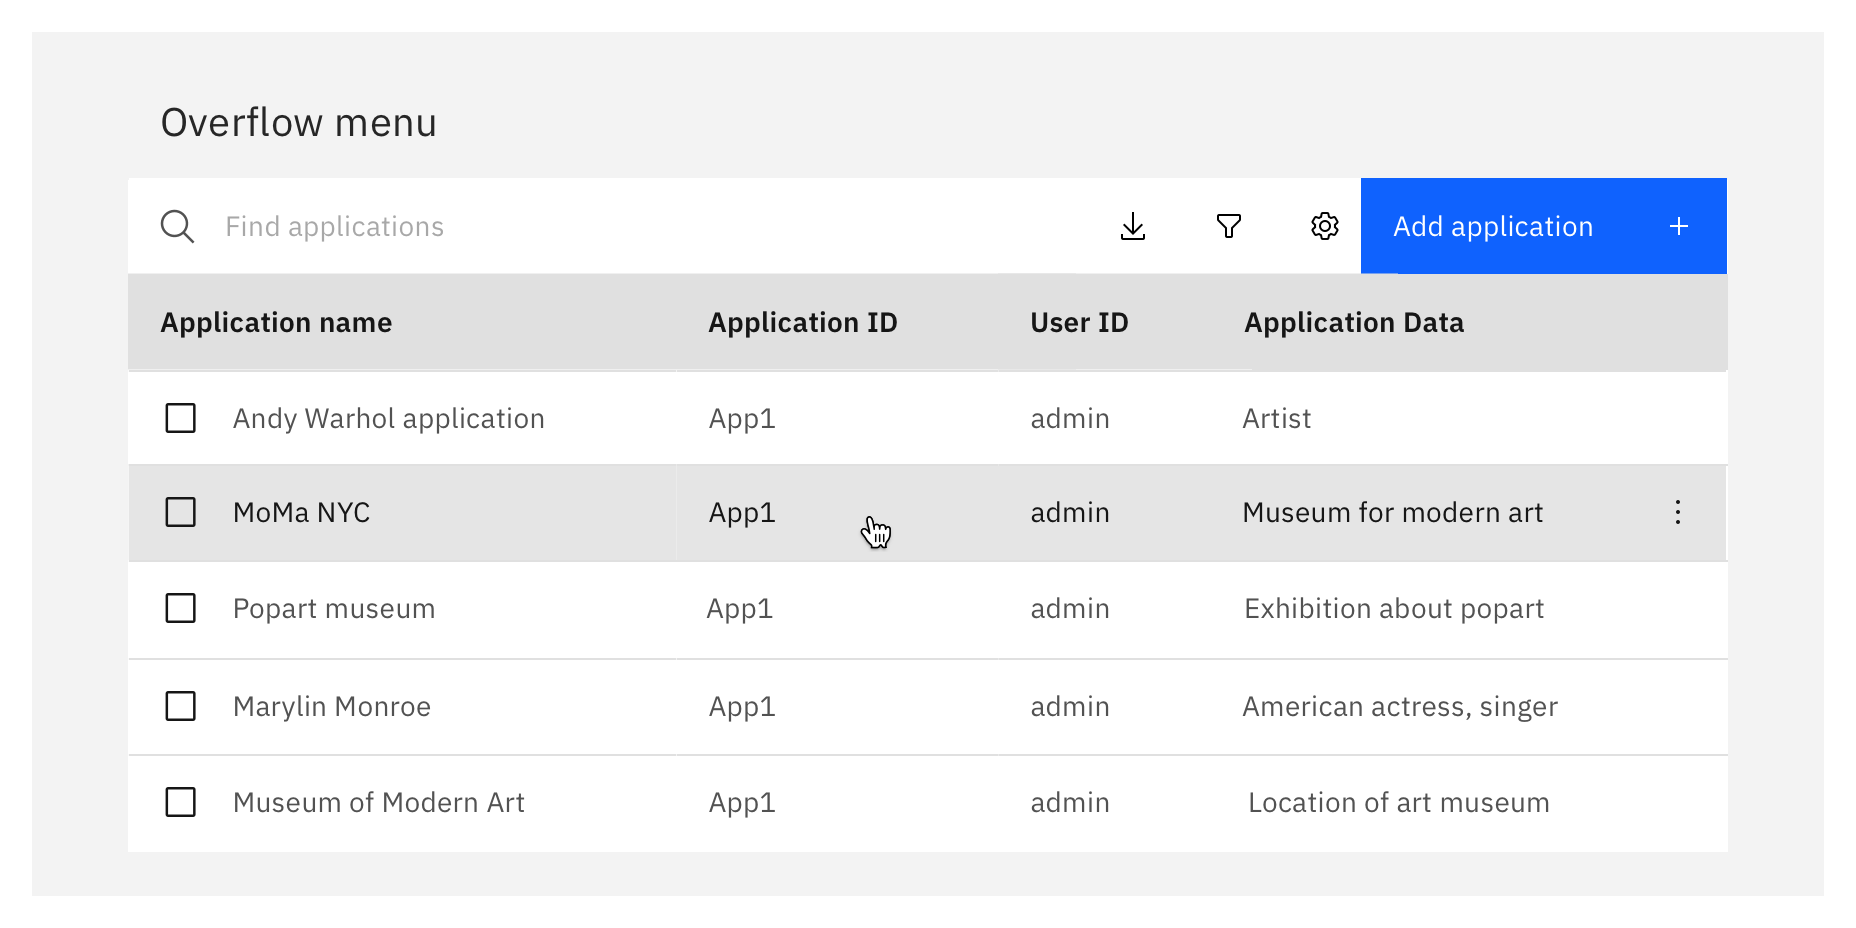 Overflow menu
Find applications
Add application
Application name Application ID User ID Application Data
Andy Warhol application App1 admin Artist
MoMa NYC App1 admin Museum for modern art
Popart museum App1 admin Exhibition about popart
Marylin Monroe App1 admin American actress, singer
Museum of Modern Art App1 admin Location of art museum